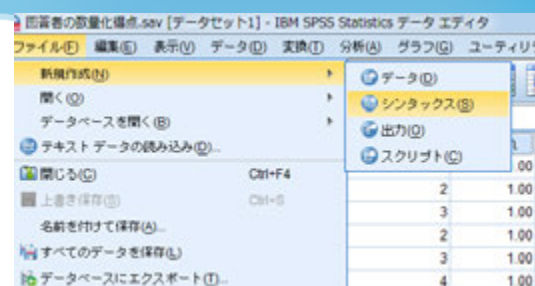 回答者の数量化得点.sav [データセット1] - IBM SPSS Statistics データ エディタ
ファイル(F) 編集(E) 表示(V) データ(D) 変換(T) 分析(A) グラフ(G) ユーティリ
新規作成(N)
データ(D)
シンタックス(S)
出力(O)
スクリプト(C)
開く(O)
データベースを開く(B)
テキスト データの読み込み(D)...
閉じる(C) Ctrl+F4
上書き保存(S) Ctrl+S
名前を付けて保存(A)...
すべてのデータを保存(L)
データベースにエクスポート(T)...
00
2 1.00
3 1.00
2 1.00
3 1.00
4 1.00